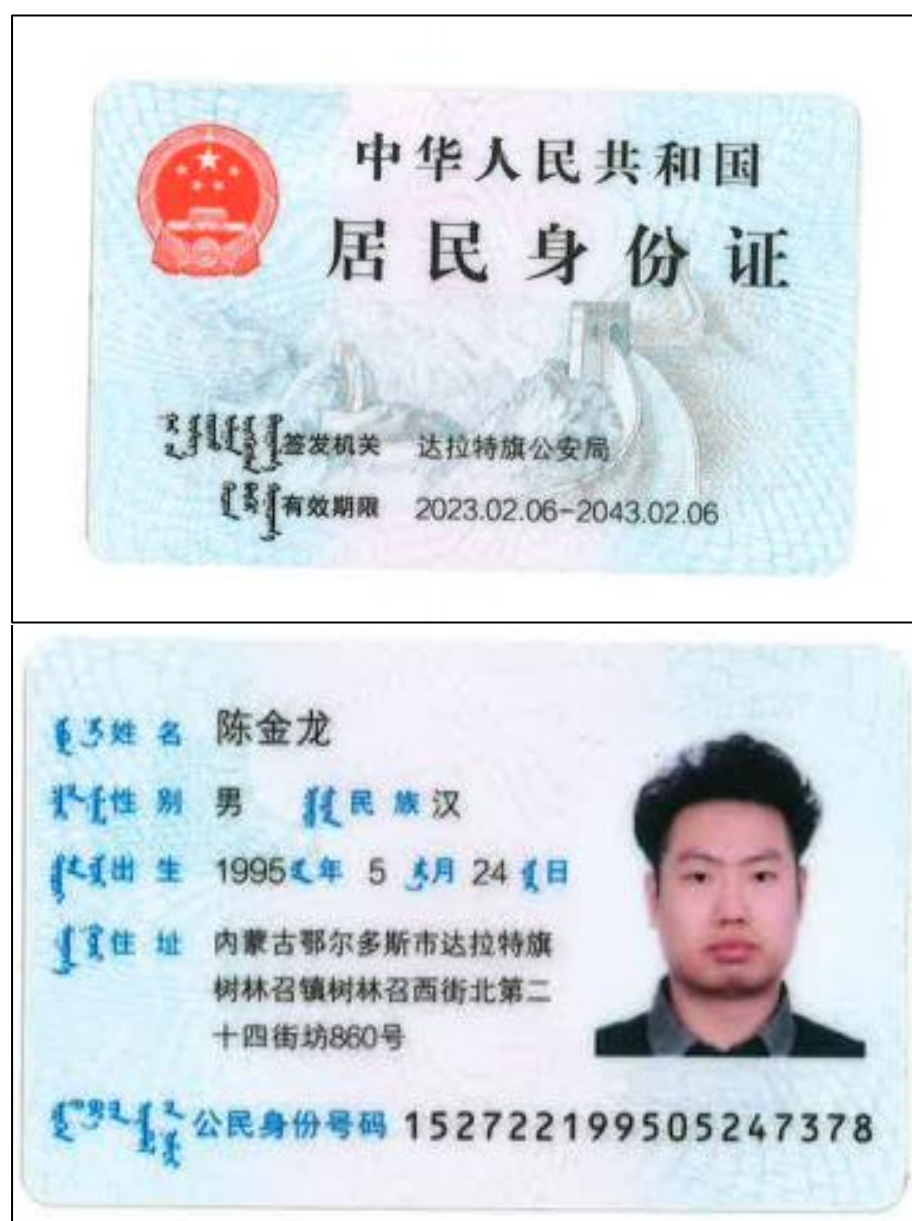 中华人民共和国
居民身份证
签发机关 达拉特旗公安局
有效期限 2023.02.06-2043.02.06
姓名 陈金龙
性别 男 民族 汉
出生 1995 年 5 月 24 日
住址 内蒙古鄂尔多斯市达拉特旗
树林召镇树林召西街北第二
十四街坊860号
公民身份号码 152722199505247378